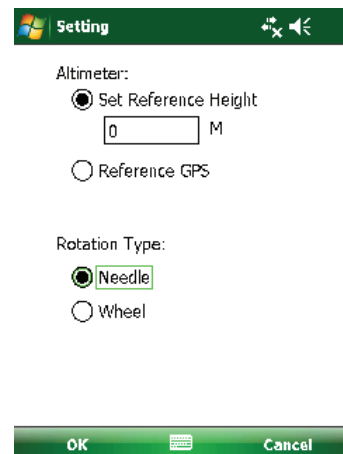 Setting
Altimeter:
Set Reference Height
0 M
Reference GPS
Rotation Type:
Needle
Wheel
OK Cancel